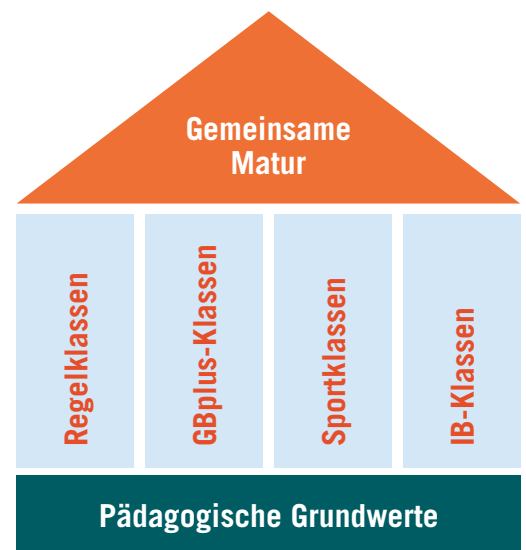 Gemeinsame
Matur
Regelklassen
GBplus-Klassen
Sportklassen
IB-Klassen
Pädagogische Grundwerte